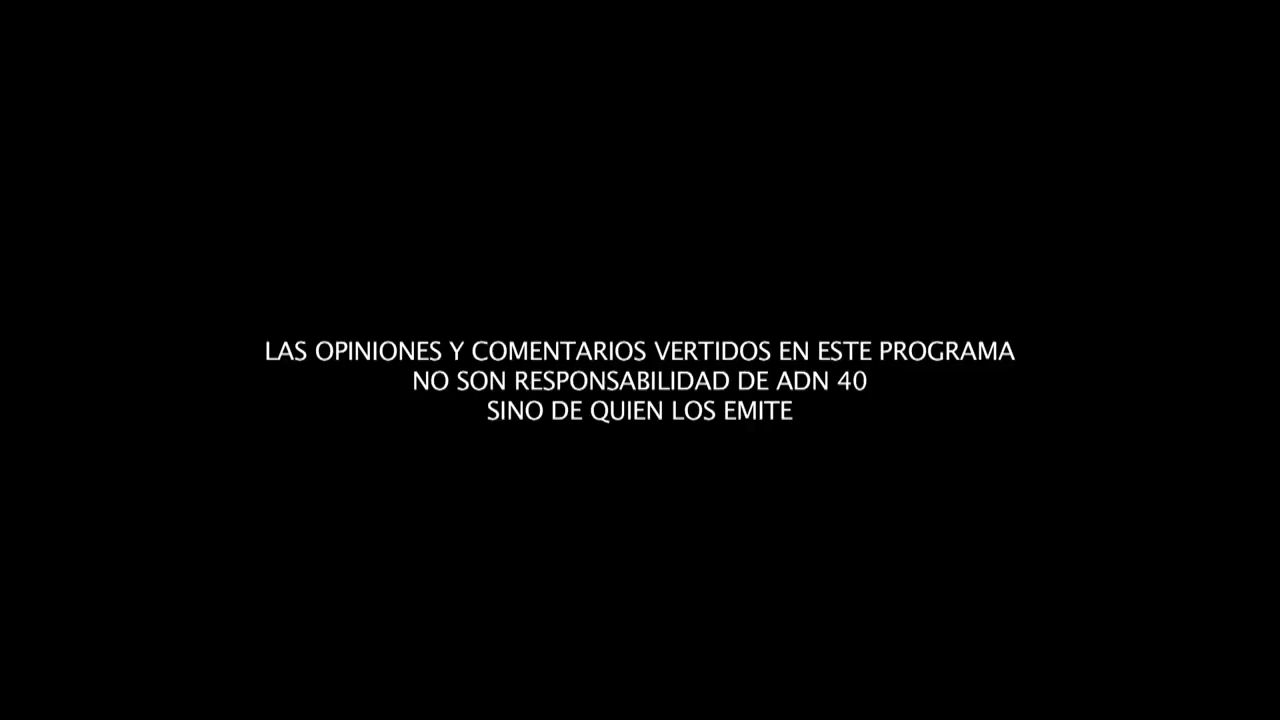 LAS OPINIONES Y COMENTARIOS VERTIDOS EN ESTE PROGRAMA
NO SON RESPONSABILIDAD DE ADN 40
SINO DE QUIEN LOS EMITE